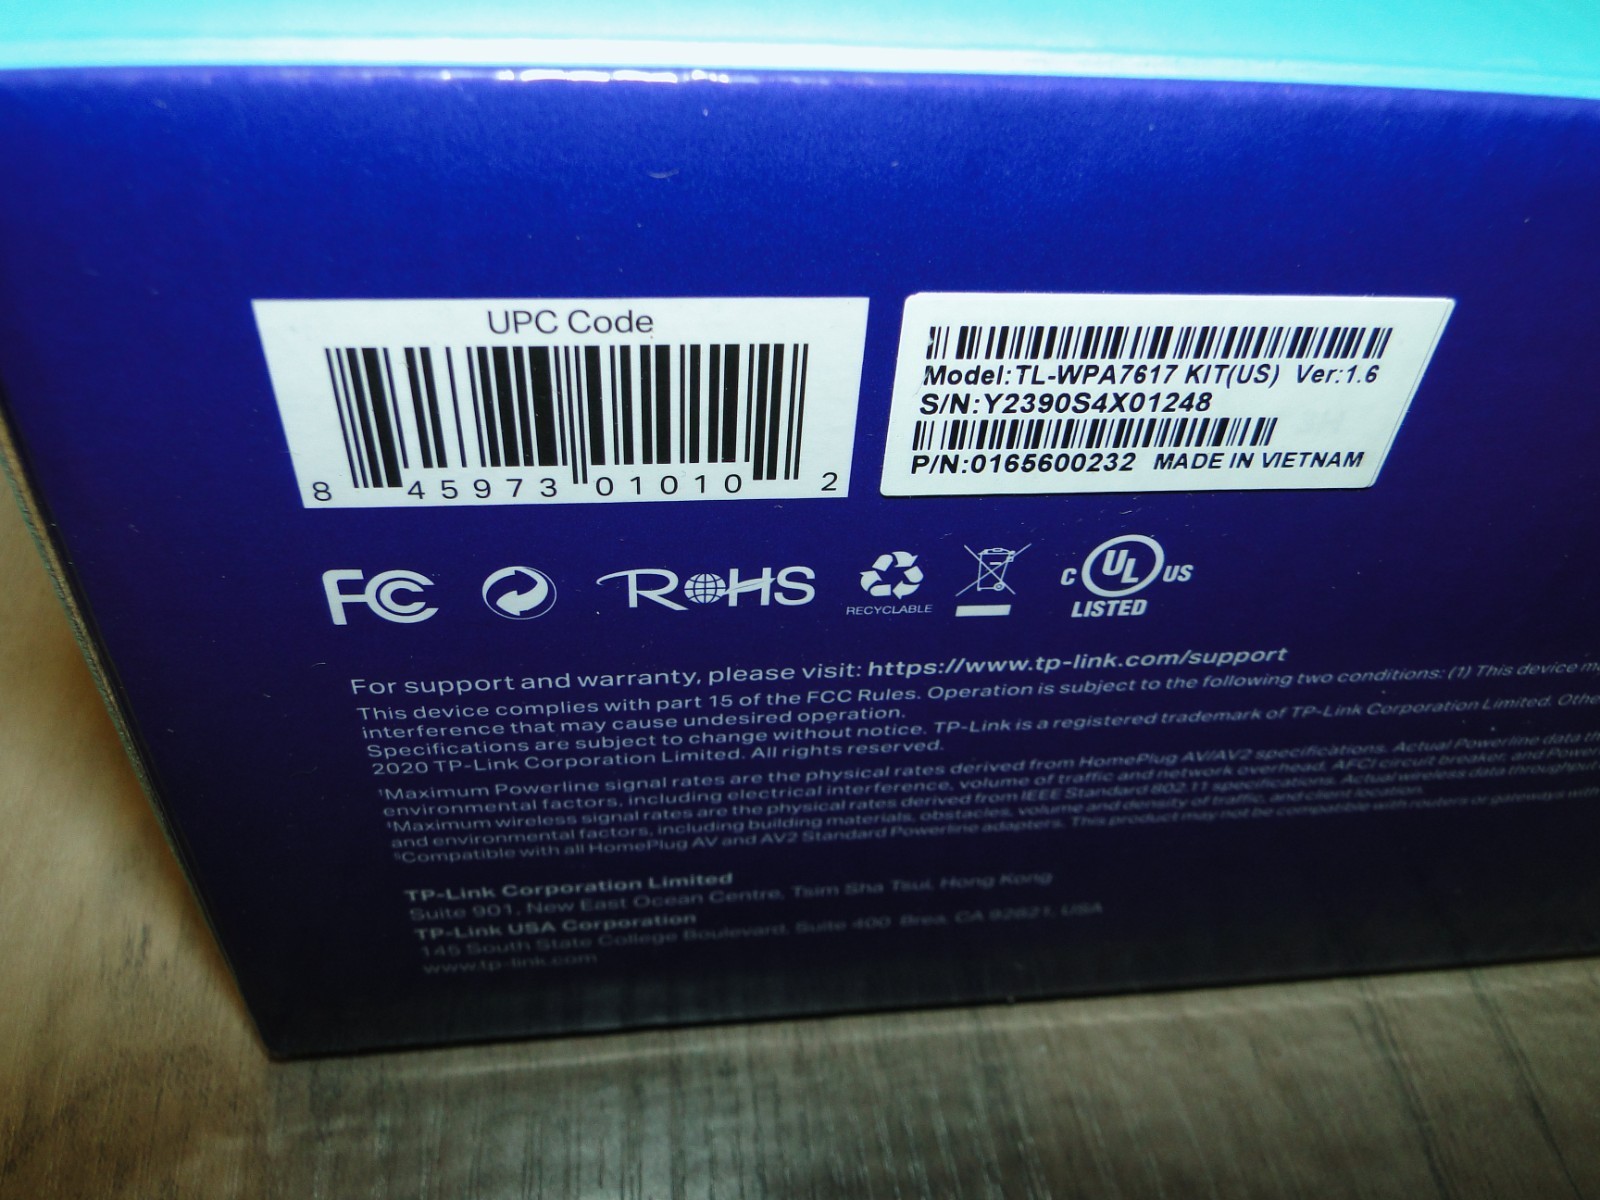 UPC Code
8 45973 01010 2
Model:TL-WPA7617 KIT(US) Ver:1.6
S/N:Y2390S4X01248
P/N:0165600232 MADE IN VIETNAM
FC
RoHS
RECYCLABLE
C UL US
LISTED
For support and warranty, please visit: https://www.tp-link.com/support
This device complies with part 15 of the FCC Rules. Operation is subject to the following two conditions: (1) This device
interference that may cause undesired operation.
Specifications are subject to change without notice. TP-Link is a registered trademark of TP-Link Corporation Limited.
2020 TP-Link Corporation Limited. All rights reserved.
¹Maximum Powerline signal rates are the physical rates derived from HomePlug AV/AV2 specifications. Actual Powerline data
environmental factors, including electrical interference, volume of traffic and network overhead, AFCI circuit breaker, and
Maximum wireless signal rates are the physical rates derived from IEEE Standard 802.11 specifications. Actual wireless data throughput
and environmental factors, including building materials, obstacles, volume and density of traffic, and client location.
§Compatible with all HomePlug AV and AV2 Standard Powerline adapters. This product may not be compatible with routers or gateways
TP-Link Corporation Limited
Suite 901, New East Ocean Centre, Tsim Sha Tsui, Hong Kong
TP-Link USA Corporation
145 South State College Boulevard, Suite 400 Brea, CA 92821, USA
www.tp-link.com